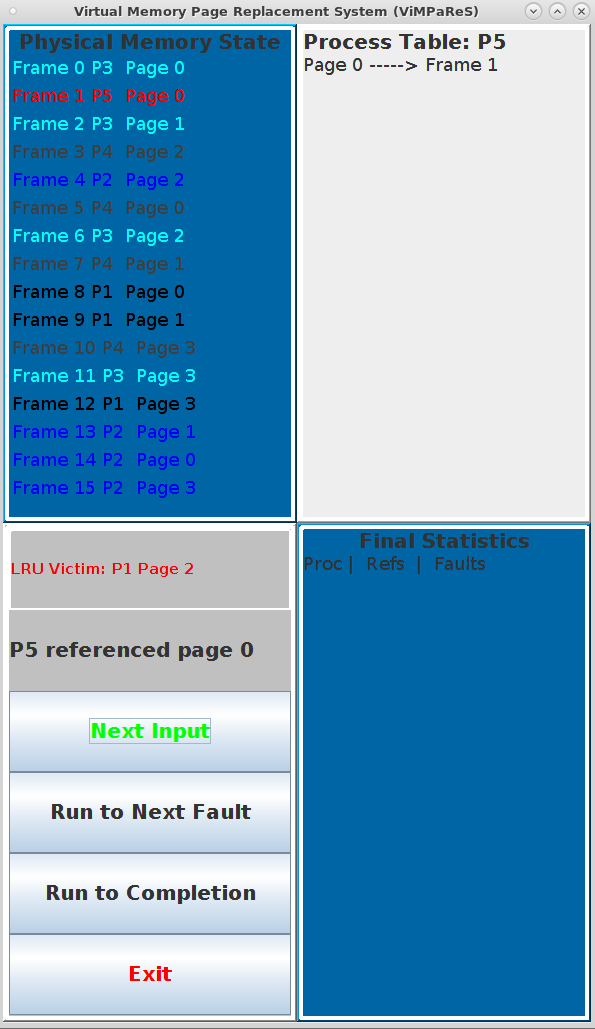 Virtual Memory Page Replacement System (ViMPaReS)
Physical Memory State
Frame 0 P3 Page 0
Frame 1 P5 Page 0
Frame 2 P3 Page 1
Frame 3 P4 Page 2
Frame 4 P2 Page 2
Frame 5 P4 Page 0
Frame 6 P3 Page 2
Frame 7 P4 Page 1
Frame 8 P1 Page 0
Frame 9 P1 Page 1
Frame 10 P4 Page 3
Frame 11 P3 Page 3
Frame 12 P1 Page 3
Frame 13 P2 Page 1
Frame 14 P2 Page 0
Frame 15 P2 Page 3
Process Table: P5
Page 0 -----> Frame 1
LRU Victim: P1 Page 2
P5 referenced page 0
Next Input
Run to Next Fault
Run to Completion
Exit
Final Statistics
Proc | Refs | Faults